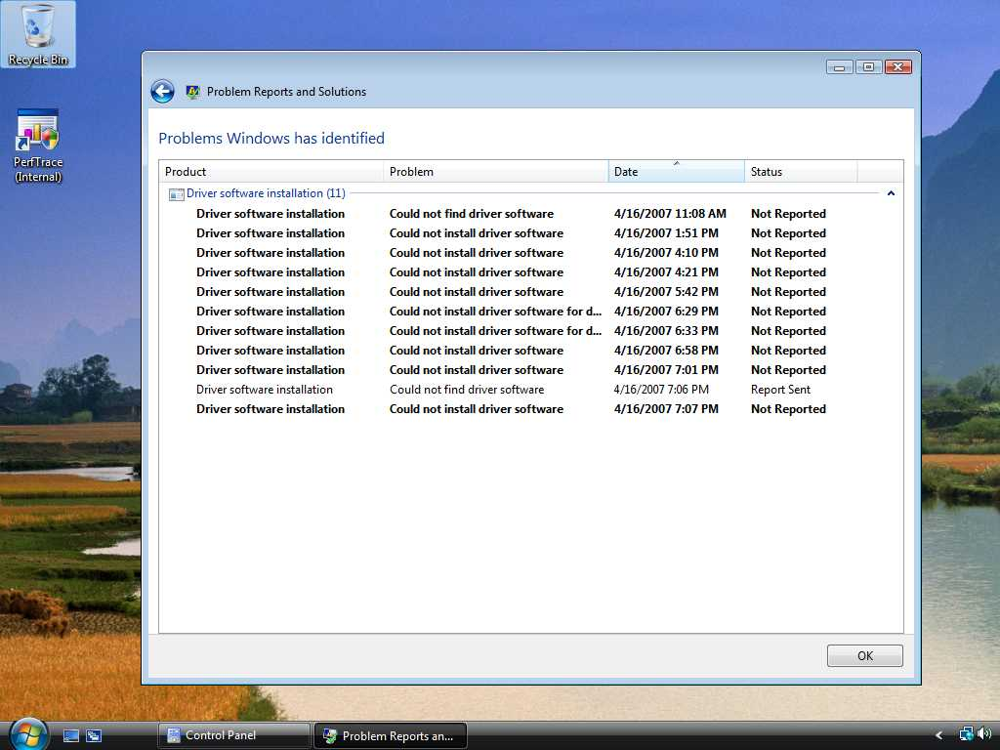 Recycle Bin
PerfTrace
(Internal)
Problem Reports and Solutions
Problems Windows has identified
Product Problem Date Status
Driver software installation (11)
Driver software installation Could not find driver software 4/16/2007 11:08 AM Not Reported
Driver software installation Could not install driver software 4/16/2007 1:51 PM Not Reported
Driver software installation Could not install driver software 4/16/2007 4:10 PM Not Reported
Driver software installation Could not install driver software 4/16/2007 4:21 PM Not Reported
Driver software installation Could not install driver software 4/16/2007 5:42 PM Not Reported
Driver software installation Could not install driver software for d... 4/16/2007 6:29 PM Not Reported
Driver software installation Could not install driver software for d... 4/16/2007 6:33 PM Not Reported
Driver software installation Could not install driver software 4/16/2007 6:58 PM Not Reported
Driver software installation Could not install driver software 4/16/2007 7:01 PM Not Reported
Driver software installation Could not find driver software 4/16/2007 7:06 PM Report Sent
Driver software installation Could not install driver software 4/16/2007 7:07 PM Not Reported
OK
Control Panel
Problem Reports an...